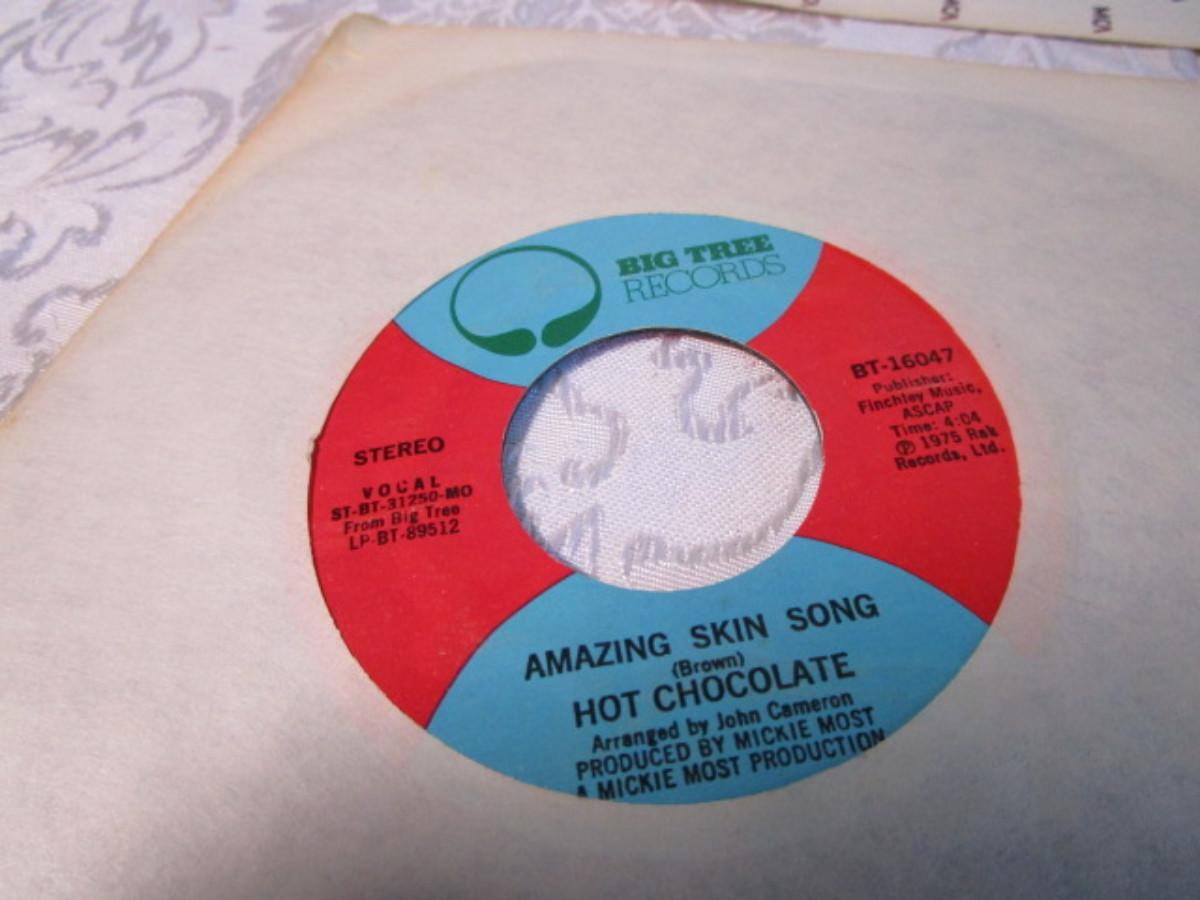 BIG TREE
RECORDS
STEREO
VOCAL
ST-BT-31250-MO
From Big Tree
LP-BT-89512
BT-16047
Publisher:
Finchley Music,
ASCAP
Time: 4:04
Ⓟ 1975 Rak
Records, Ltd.
AMAZING SKIN SONG
(Brown)
HOT CHOCOLATE
Arranged by John Cameron
PRODUCED BY MICKIE MOST
A MICKIE MOST PRODUCTION
MCA
MCA